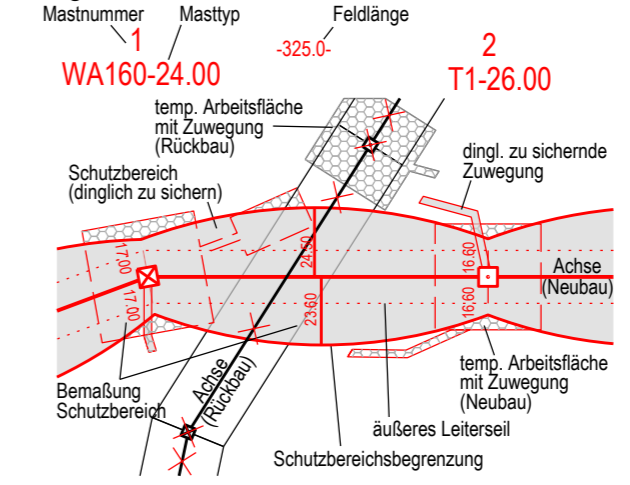 Mastnummer
Masttyp
Feldlänge
1
WA160-24.00
-325.0-
2
T1-26.00
temp. Arbeitsfläche
mit Zuwegung
(Rückbau)
dingl. zu sichernde
Zuwegung
Schutzbereich
(dinglich zu sichern)
17.00
17.00
24.50
23.60
16.60
16.60
Achse
(Neubau)
Achse
(Rückbau)
Bemaßung
Schutzbereich
temp. Arbeitsfläche
mit Zuwegung
(Neubau)
äußeres Leiterseil
Schutzbereichsbegrenzung